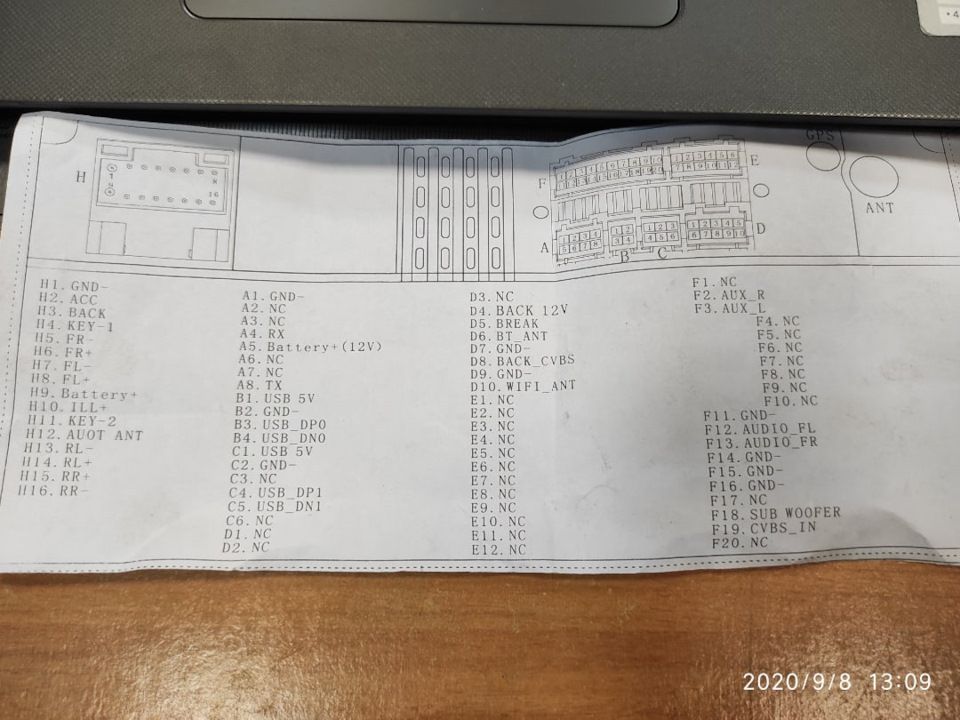 GPS
H
F
E
ANT
A
B
C
D
H1. GND-
H2. ACC
H3. BACK
H4. KEY-1
H5. FR-
H6. FR+
H7. FL-
H8. FL+
H9. Battery+
H10. ILL+
H11. KEY-2
H12. AUOT ANT
H13. RL-
H14. RL+
H15. RR+
H16. RR-
A1. GND-
A2. NC
A3. NC
A4. RX
A5. Battery+(12V)
A6. NC
A7. NC
A8. TX
B1. USB 5V
B2. GND-
B3. USB_DP0
B4. USB_DN0
C1. USB 5V
C2. GND-
C3. NC
C4. USB_DP1
C5. USB_DN1
C6. NC
D1. NC
D2. NC
D3. NC
D4. BACK 12V
D5. BREAK
D6. BT_ANT
D7. GND-
D8. BACK_CVBS
D9. GND-
D10. WIFI_ANT
E1. NC
E2. NC
E3. NC
E4. NC
E5. NC
E6. NC
E7. NC
E8. NC
E9. NC
E10. NC
E11. NC
E12. NC
F1. NC
F2. AUX_R
F3. AUX_L
F4. NC
F5. NC
F6. NC
F7. NC
F8. NC
F9. NC
F10. NC
F11. GND-
F12. AUDIO_FL
F13. AUDIO_FR
F14. GND-
F15. GND-
F16. GND-
F17. NC
F18. SUB WOOFER
F19. CVBS_IN
F20. NC
2020/9/8 13:09